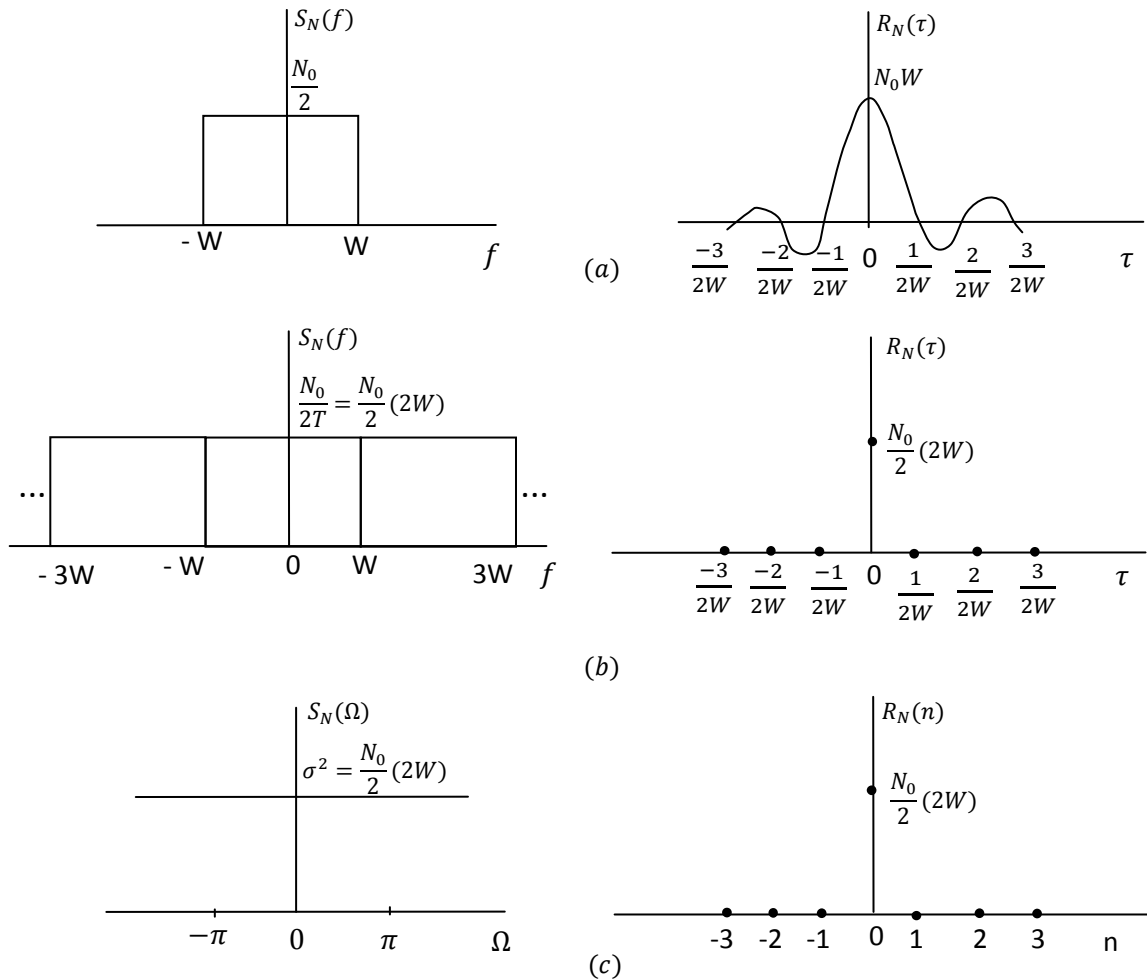 S_N(f)
N_0/2
- W
W
f
R_N(τ)
N_0W
-3/2W
-2/2W
-1/2W
0
1/2W
2/2W
3/2W
τ
(a)
S_N(f)
N_0/2T = N_0/2 (2W)
...
...
- 3W
- W
0
W
3W
f
R_N(τ)
N_0/2 (2W)
-3/2W
-2/2W
-1/2W
0
1/2W
2/2W
3/2W
τ
(b)
S_N(Ω)
σ^2 = N_0/2 (2W)
−π
0
π
Ω
R_N(n)
N_0/2 (2W)
-3
-2
-1
0
1
2
3
n
(c)